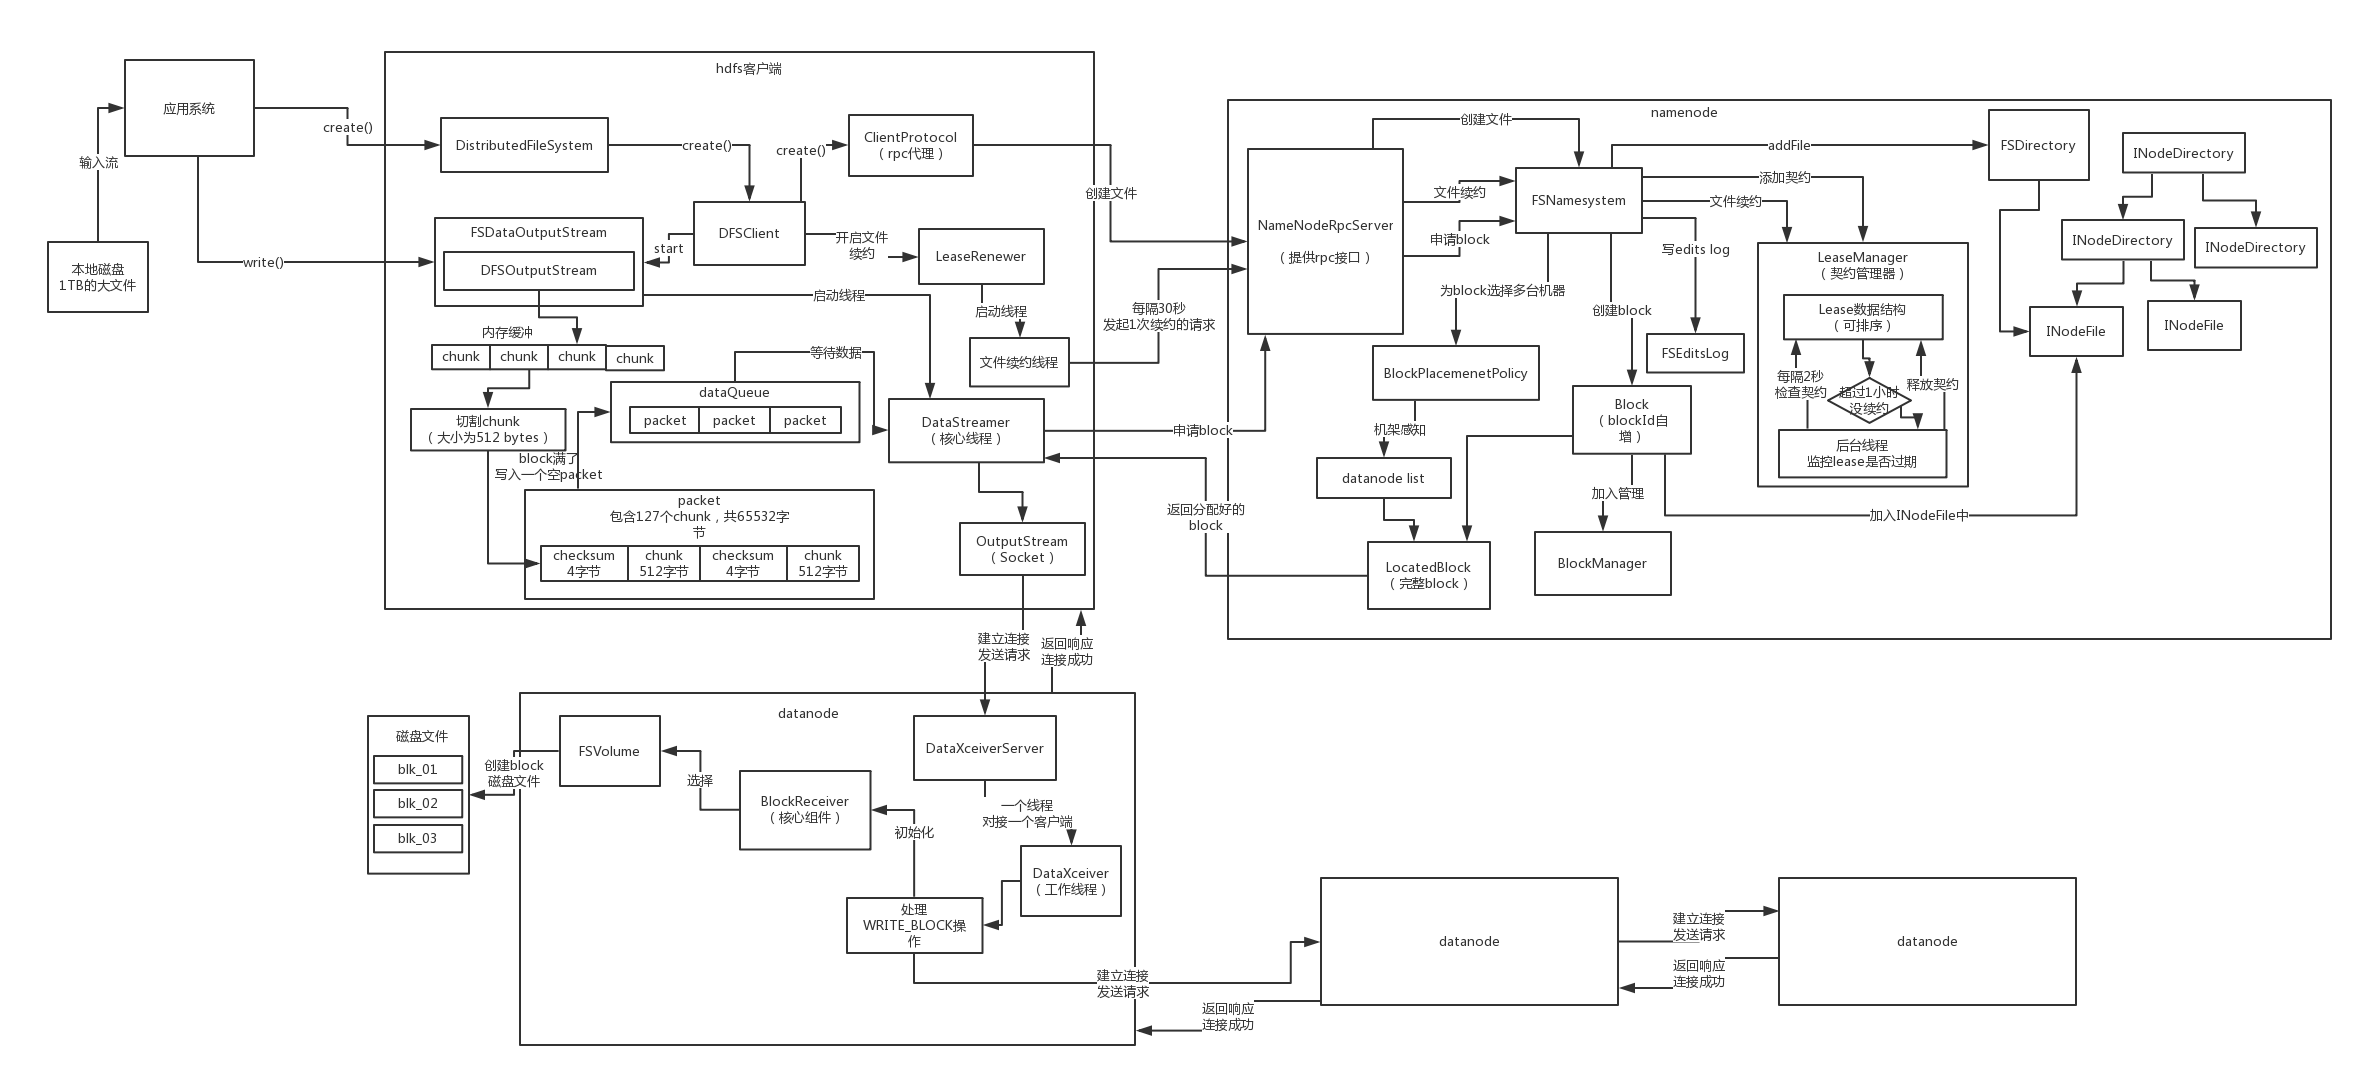 hdfs客户端
应用系统
create()
输入流
本地磁盘
1TB的大文件
write()
DistributedFileSystem
create()
create()
ClientProtocol
（rpc代理）
DFSClient
start
FSDataOutputStream
DFSOutputStream
开启文件
续约
LeaseRenewer
启动线程
启动线程
文件续约线程
内存缓冲
chunk
chunk
chunk
chunk
等待数据
切割chunk
（大小为512 bytes）
dataQueue
packet
packet
packet
DataStreamer
（核心线程）
block满了
写入一个空packet
packet
包含127个chunk，共65532字
节
checksum
4字节
chunk
512字节
checksum
4字节
chunk
512字节
OutputStream
（Socket）
创建文件
每隔30秒
发起1次续约的请求
申请block
返回分配好的
block
namenode
NameNodeRpcServer
（提供rpc接口）
创建文件
文件续约
申请block
FSNamesystem
addFile
添加契约
文件续约
写edits log
为block选择多台机器
创建block
FSEditsLog
BlockPlacemenetPolicy
机架感知
datanode list
LocatedBlock
（完整block）
Block
（blockId自
增）
加入管理
BlockManager
加入INodeFile中
LeaseManager
（契约管理器）
Lease数据结构
（可排序）
每隔2秒
检查契约
超过1小时
没续约
释放契约
后台线程
监控lease是否过期
FSDirectory
INodeDirectory
INodeDirectory
INodeDirectory
INodeFile
INodeFile
建立连接
发送请求
返回响应
连接成功
datanode
磁盘文件
blk_01
blk_02
blk_03
创建block
磁盘文件
FSVolume
选择
BlockReceiver
（核心组件）
初始化
DataXceiverServer
一个线程
对接一个客户端
DataXceiver
（工作线程）
处理
WRITE_BLOCK操
作
建立连接
发送请求
返回响应
连接成功
datanode
建立连接
发送请求
返回响应
连接成功
datanode